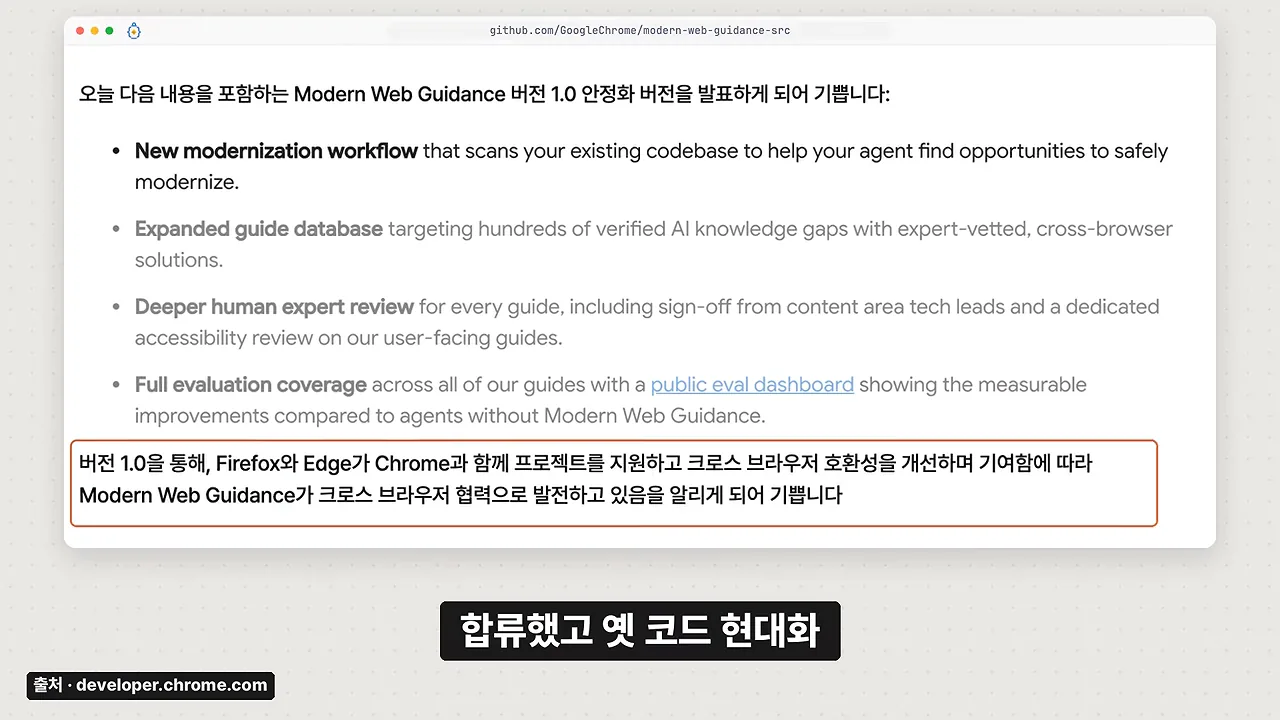 github.com/GoogleChrome/modern-web-guidance-src
오늘 다음 내용을 포함하는 Modern Web Guidance 버전 1.0 안정화 버전을 발표하게 되어 기쁩니다:
• New modernization workflow that scans your existing codebase to help your agent find opportunities to safely
modernize.
• Expanded guide database targeting hundreds of verified AI knowledge gaps with expert-vetted, cross-browser
solutions.
• Deeper human expert review for every guide, including sign-off from content area tech leads and a dedicated
accessibility review on our user-facing guides.
• Full evaluation coverage across all of our guides with a public eval dashboard showing the measurable
improvements compared to agents without Modern Web Guidance.
버전 1.0을 통해, Firefox와 Edge가 Chrome과 함께 프로젝트를 지원하고 크로스 브라우저 호환성을 개선하며 기여함에 따라
Modern Web Guidance가 크로스 브라우저 협력으로 발전하고 있음을 알리게 되어 기쁩니다
합류했고 옛 코드 현대화
출처 · developer.chrome.com